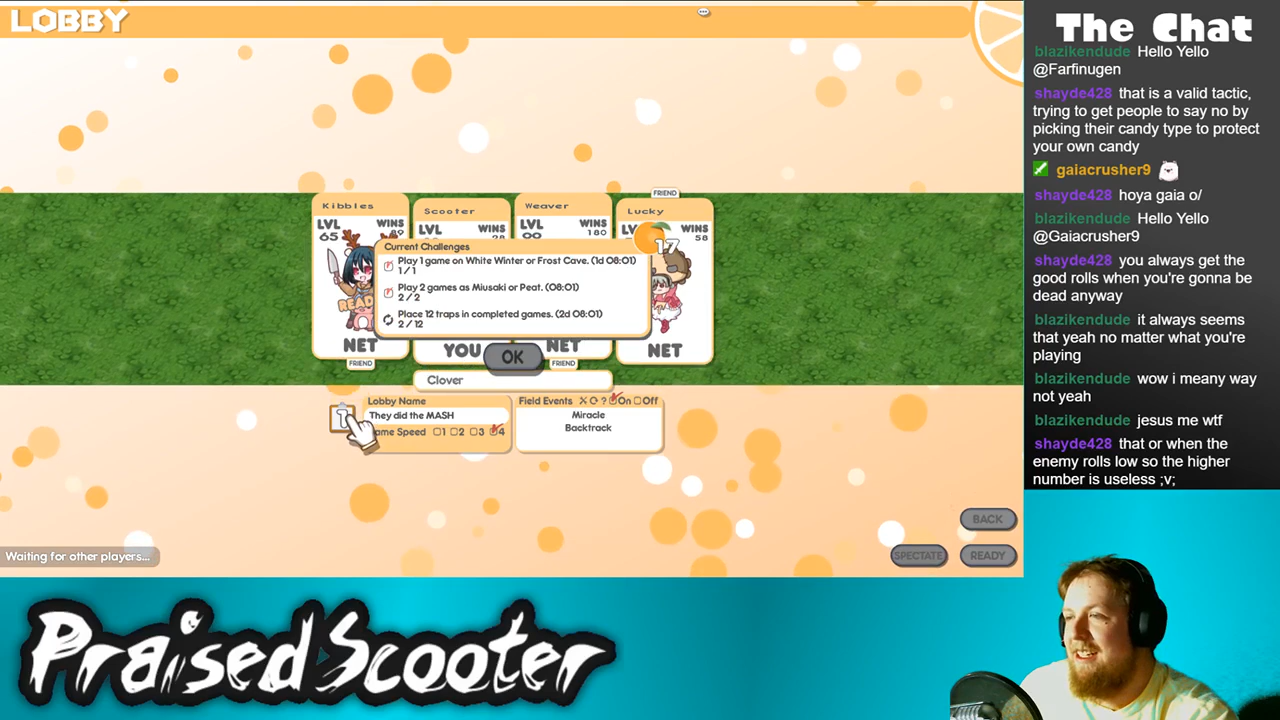 LOBBY
Kibbles
LVL
65
WINS
Scooter
LVL
WINS
Weaver
LVL
WINS
180
FRIEND
Lucky
WINS
58
17
Current Challenges
Play 1 game on White Winter or Frost Cave. (1d 08:01)
1/1
Play 2 games as Miusaki or Peat. (08:01)
2/2
Place 12 traps in completed games. (2d 08:01)
2/12
OK
NET
YOU
NET
NET
FRIEND
FRIEND
Clover
Lobby Name
They did the MASH
Game Speed 1 2 3 4
Field Events ? On Off
Miracle
Backtrack
BACK
SPECTATE
READY
Waiting for other players...
PraisedScooter
The Chat
blazikendude Hello Yello
@Farfinugen
shayde428 that is a valid tactic,
trying to get people to say no by
picking their candy type to protect
your own candy
gaiacrusher9
shayde428 hoya gaia o/
blazikendude Hello Yello
@Gaiacrusher9
shayde428 you always get the
good rolls when you're gonna be
dead anyway
blazikendude it always seems
that yeah no matter what you're
playing
blazikendude wow i meany way
not yeah
blazikendude jesus me wtf
shayde428 that or when the
enemy rolls low so the higher
number is useless ;v;